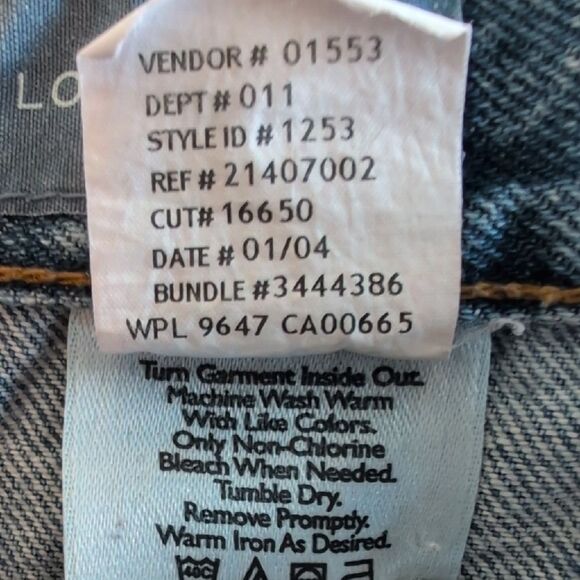 LO
VENDOR # 01553
DEPT # 011
STYLE ID # 1253
REF # 21407002
CUT# 16650
DATE # 01/04
BUNDLE #3444386
WPL 9647 CA00665
Turn Garment Inside Out.
Machine Wash Warm
With Like Colors.
Only Non-Chlorine
Bleach When Needed.
Tumble Dry.
Remove Promptly.
Warm Iron As Desired.
40C